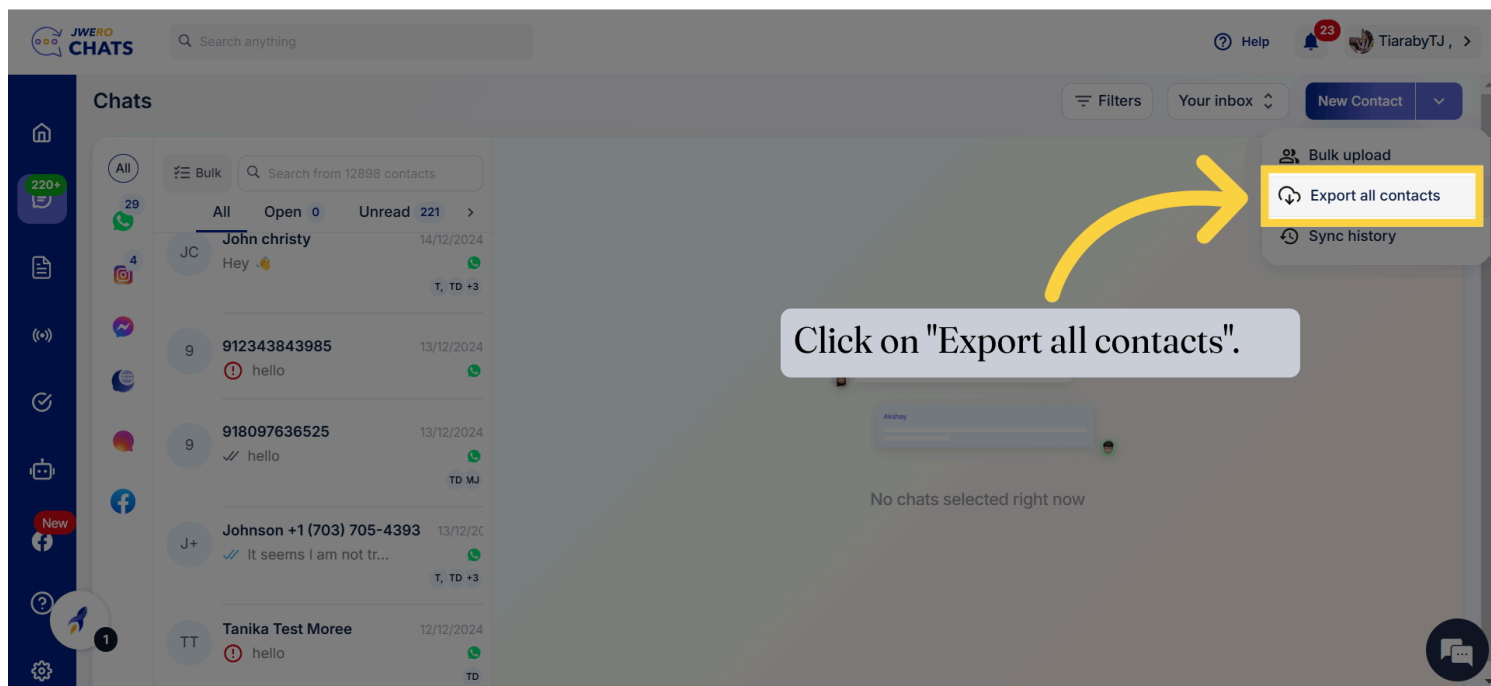 JWERO
CHATS
Search anything
Help
23
TiarabyTJ ,
Chats
Filters
Your inbox
New Contact
All
Bulk
Search from 12898 contacts
Bulk upload
220+
29
All
Open 0
Unread 221
Export all contacts
Sync history
JC
John christy
14/12/2024
Hey
4
T, TD +3
Click on "Export all contacts".
9
912343843985
13/12/2024
hello
Akshay
9
918097636525
13/12/2024
hello
TD MJ
No chats selected right now
New
J+
Johnson +1 (703) 705-4393
13/12/20
It seems I am not tr...
T, TD +3
1
TT
Tanika Test Moree
12/12/2024
hello
TD